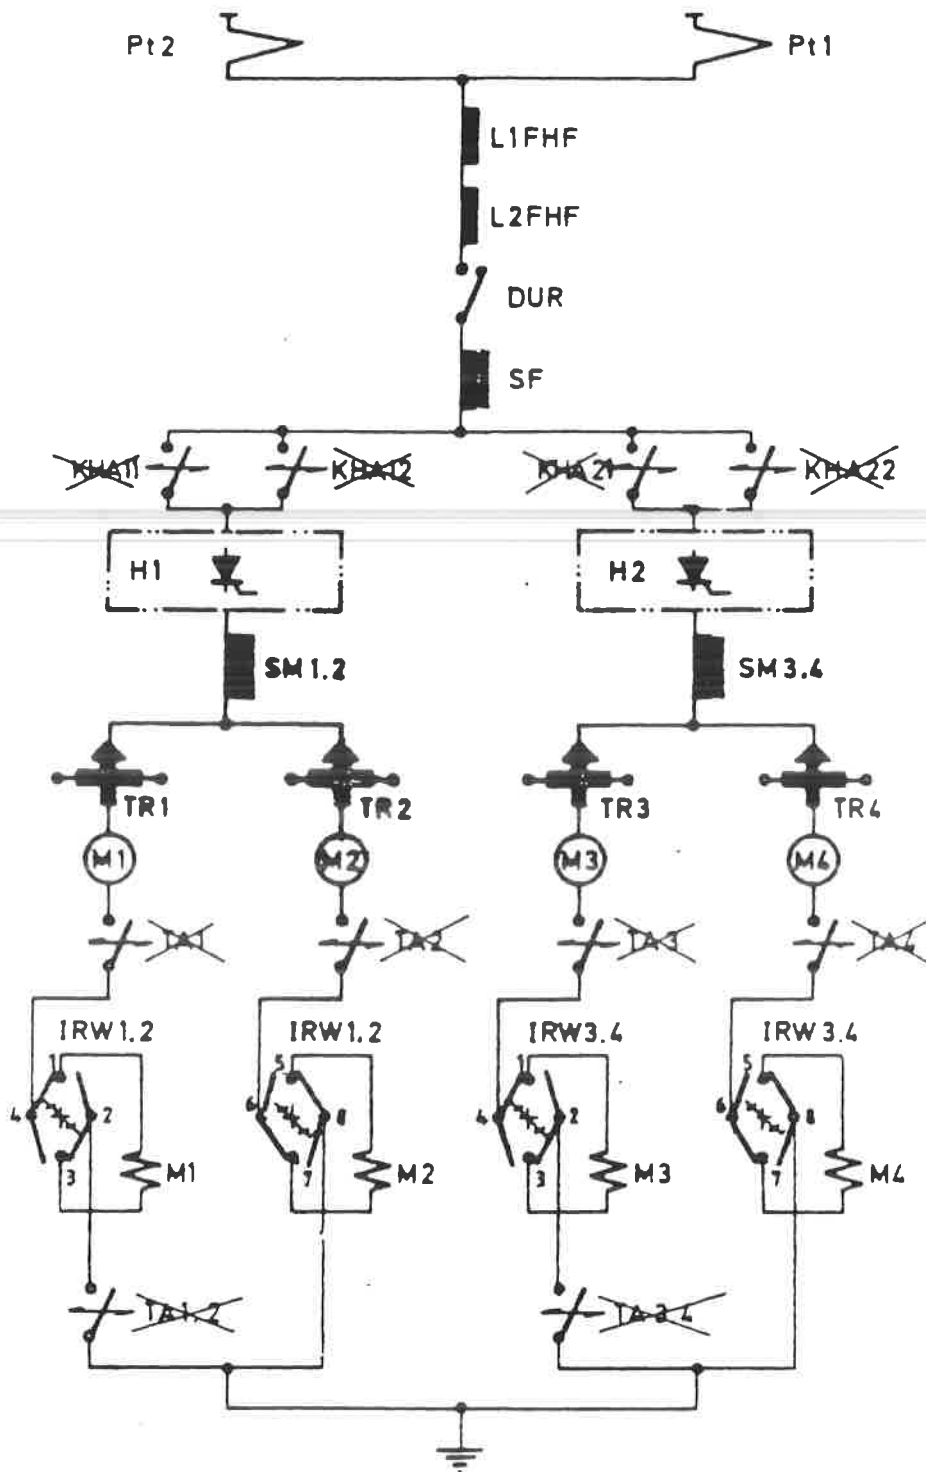 Pt2 Pt1
L1FHF
L2FHF
DUR
SF
KHA11 KHA12 KHA21 KHA22
H1 H2
SM1.2 SM3.4
TR1 TR2 TR3 TR4
M1 M2 M3 M4
TA1 TA2 TA3 TA4
IRW1.2 IRW1.2 IRW3.4 IRW3.4
1 5 1 5
4 2 6 8 4 2 6 8
3 7 3 7
M1 M2 M3 M4
TA1.2 TA3.4